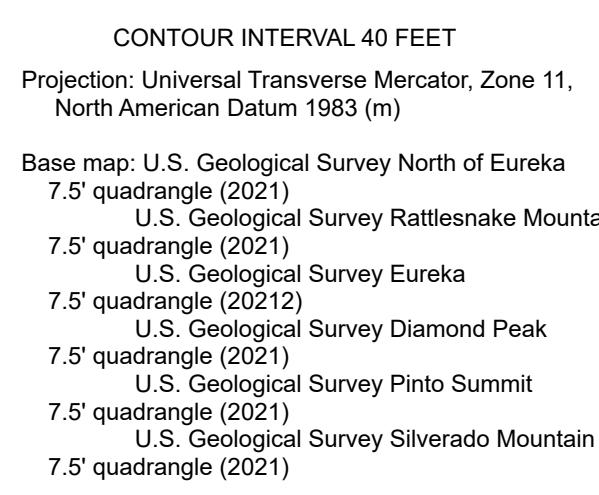 CONTOUR INTERVAL 40 FEET
Projection: Universal Transverse Mercator, Zone 11,
North American Datum 1983 (m)
Base map: U.S. Geological Survey North of Eureka
7.5' quadrangle (2021)
U.S. Geological Survey Rattlesnake Mounta
7.5' quadrangle (2021)
U.S. Geological Survey Eureka
7.5' quadrangle (20212)
U.S. Geological Survey Diamond Peak
7.5' quadrangle (2021)
U.S. Geological Survey Pinto Summit
7.5' quadrangle (2021)
U.S. Geological Survey Silverado Mountain
7.5' quadrangle (2021)